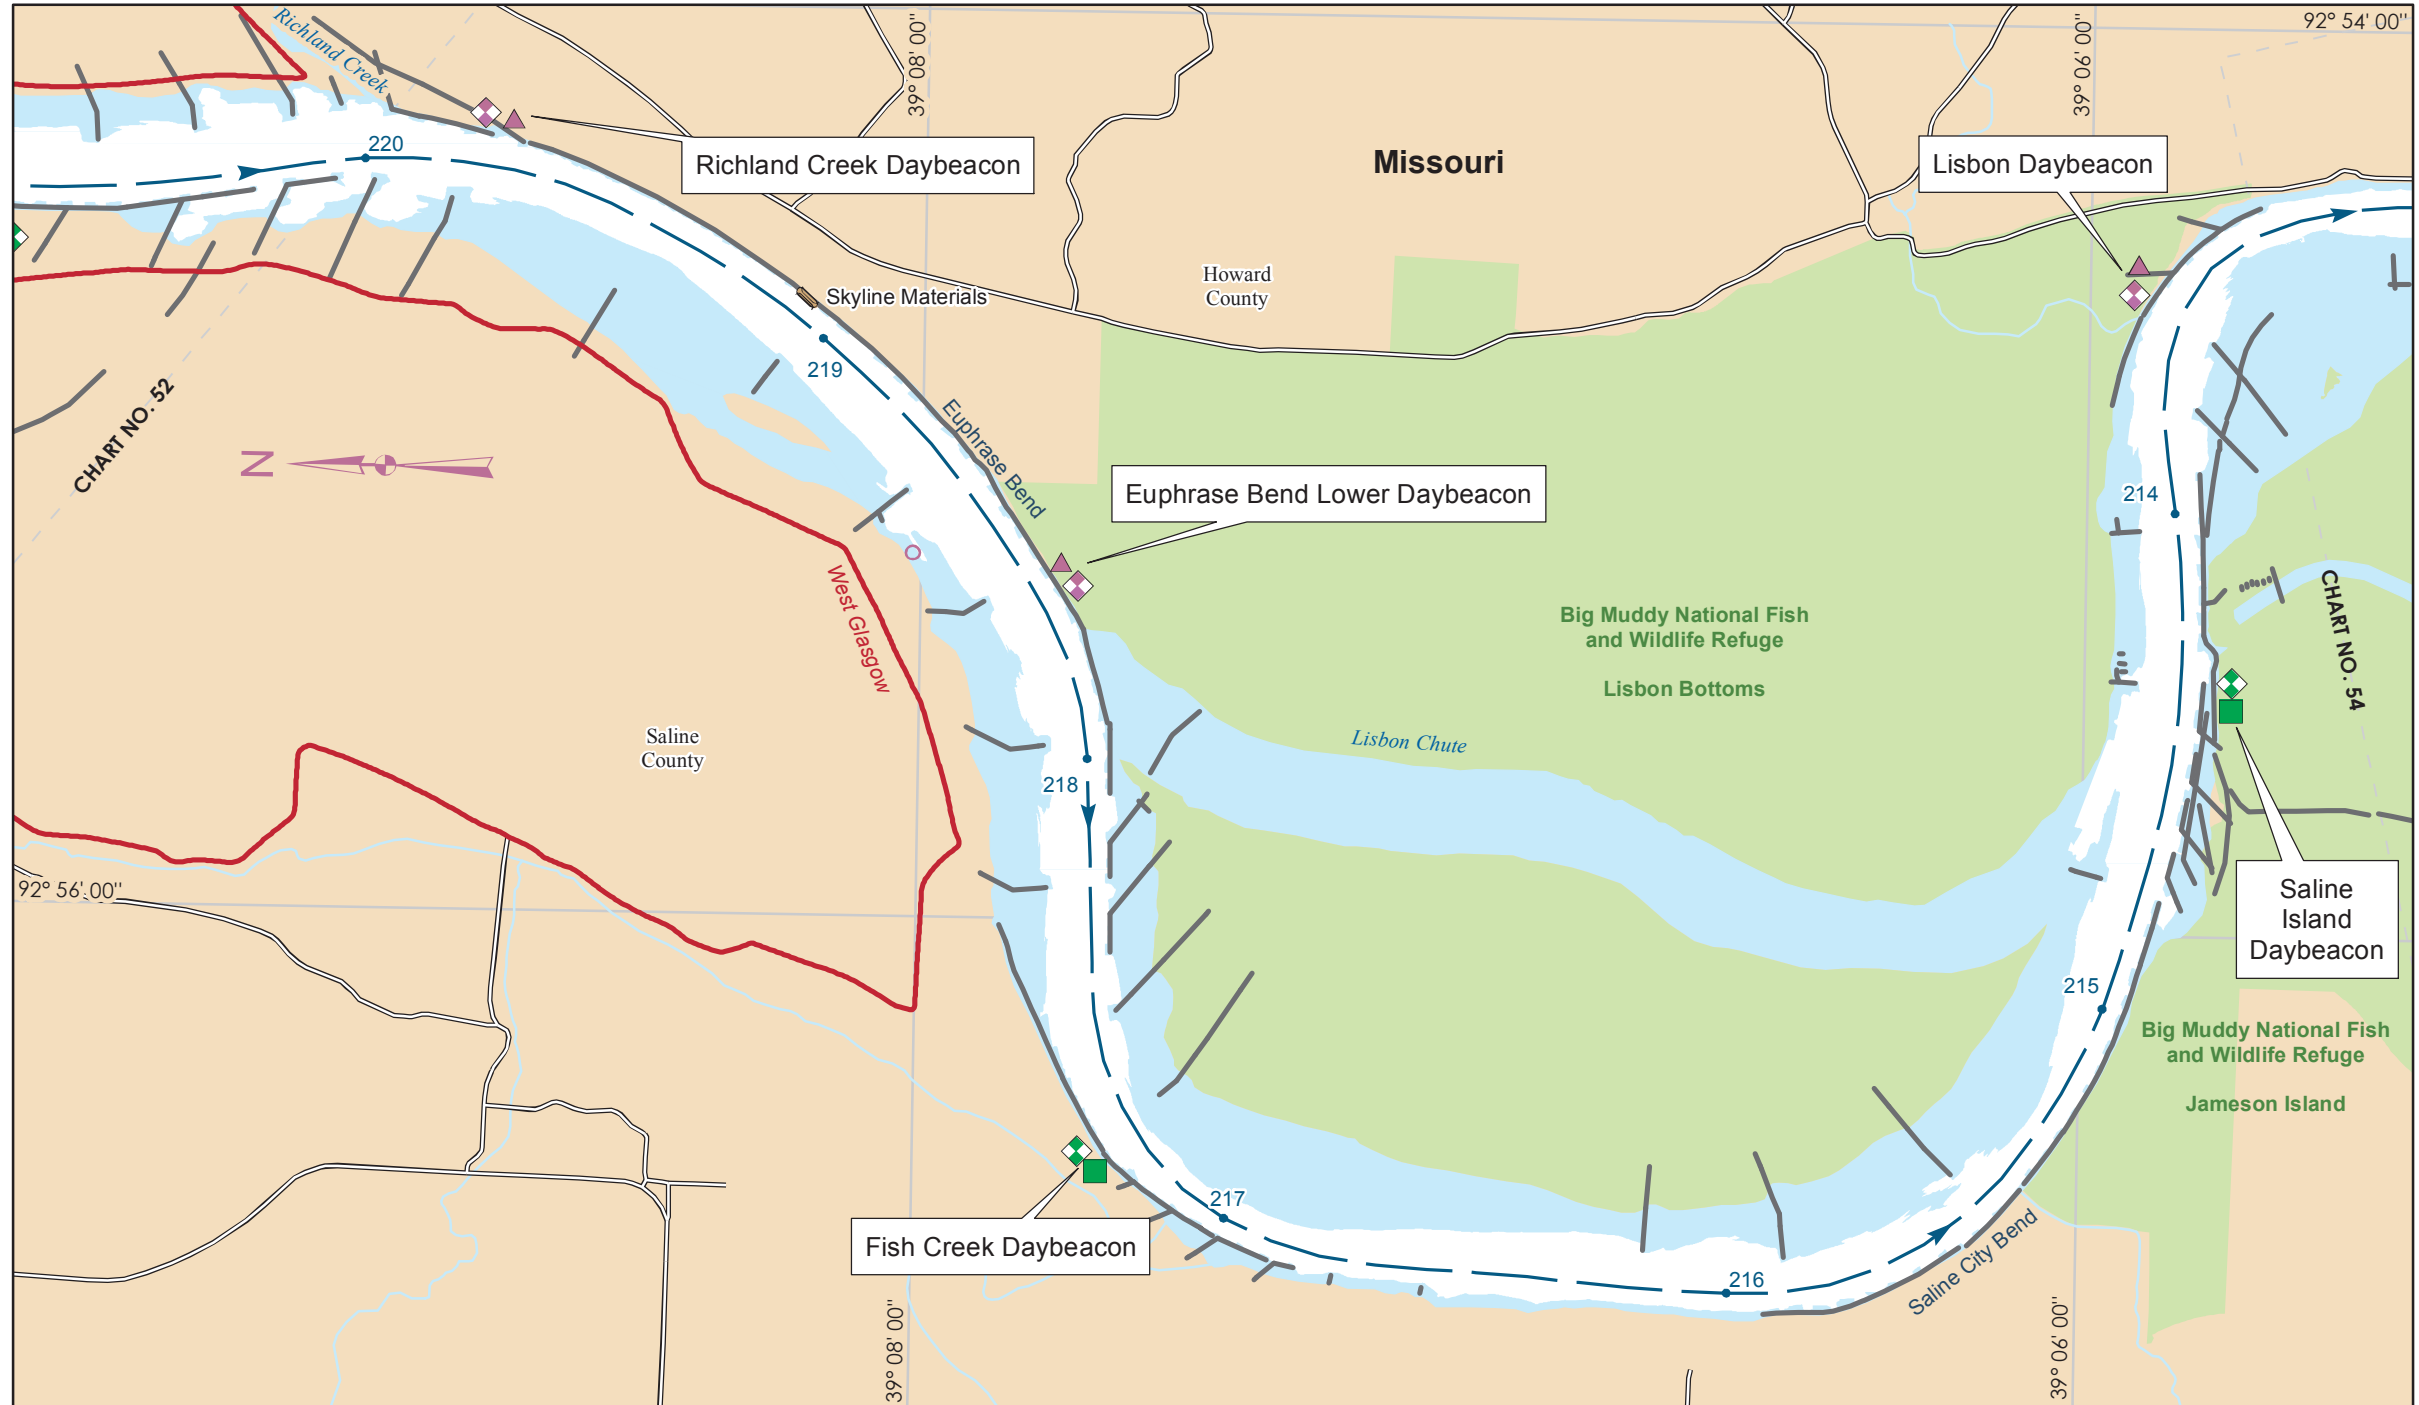 92° 54' 00"
39° 08' 00"
39° 06' 00"
Richland Creek
220
Richland Creek Daybeacon
Missouri
Lisbon Daybeacon
Howard
County
Skyline Materials
219
CHART NO. 52
N
Euphrase Bend
Euphrase Bend Lower Daybeacon
214
West Glasgow
CHART NO. 54
Big Muddy National Fish
and Wildlife Refuge
Lisbon Bottoms
Saline
County
Lisbon Chute
218
92° 56' 00"
Saline
Island
Daybeacon
215
Big Muddy National Fish
and Wildlife Refuge
Jameson Island
217
Fish Creek Daybeacon
216
Saline City Bend
39° 08' 00"
39° 06' 00"